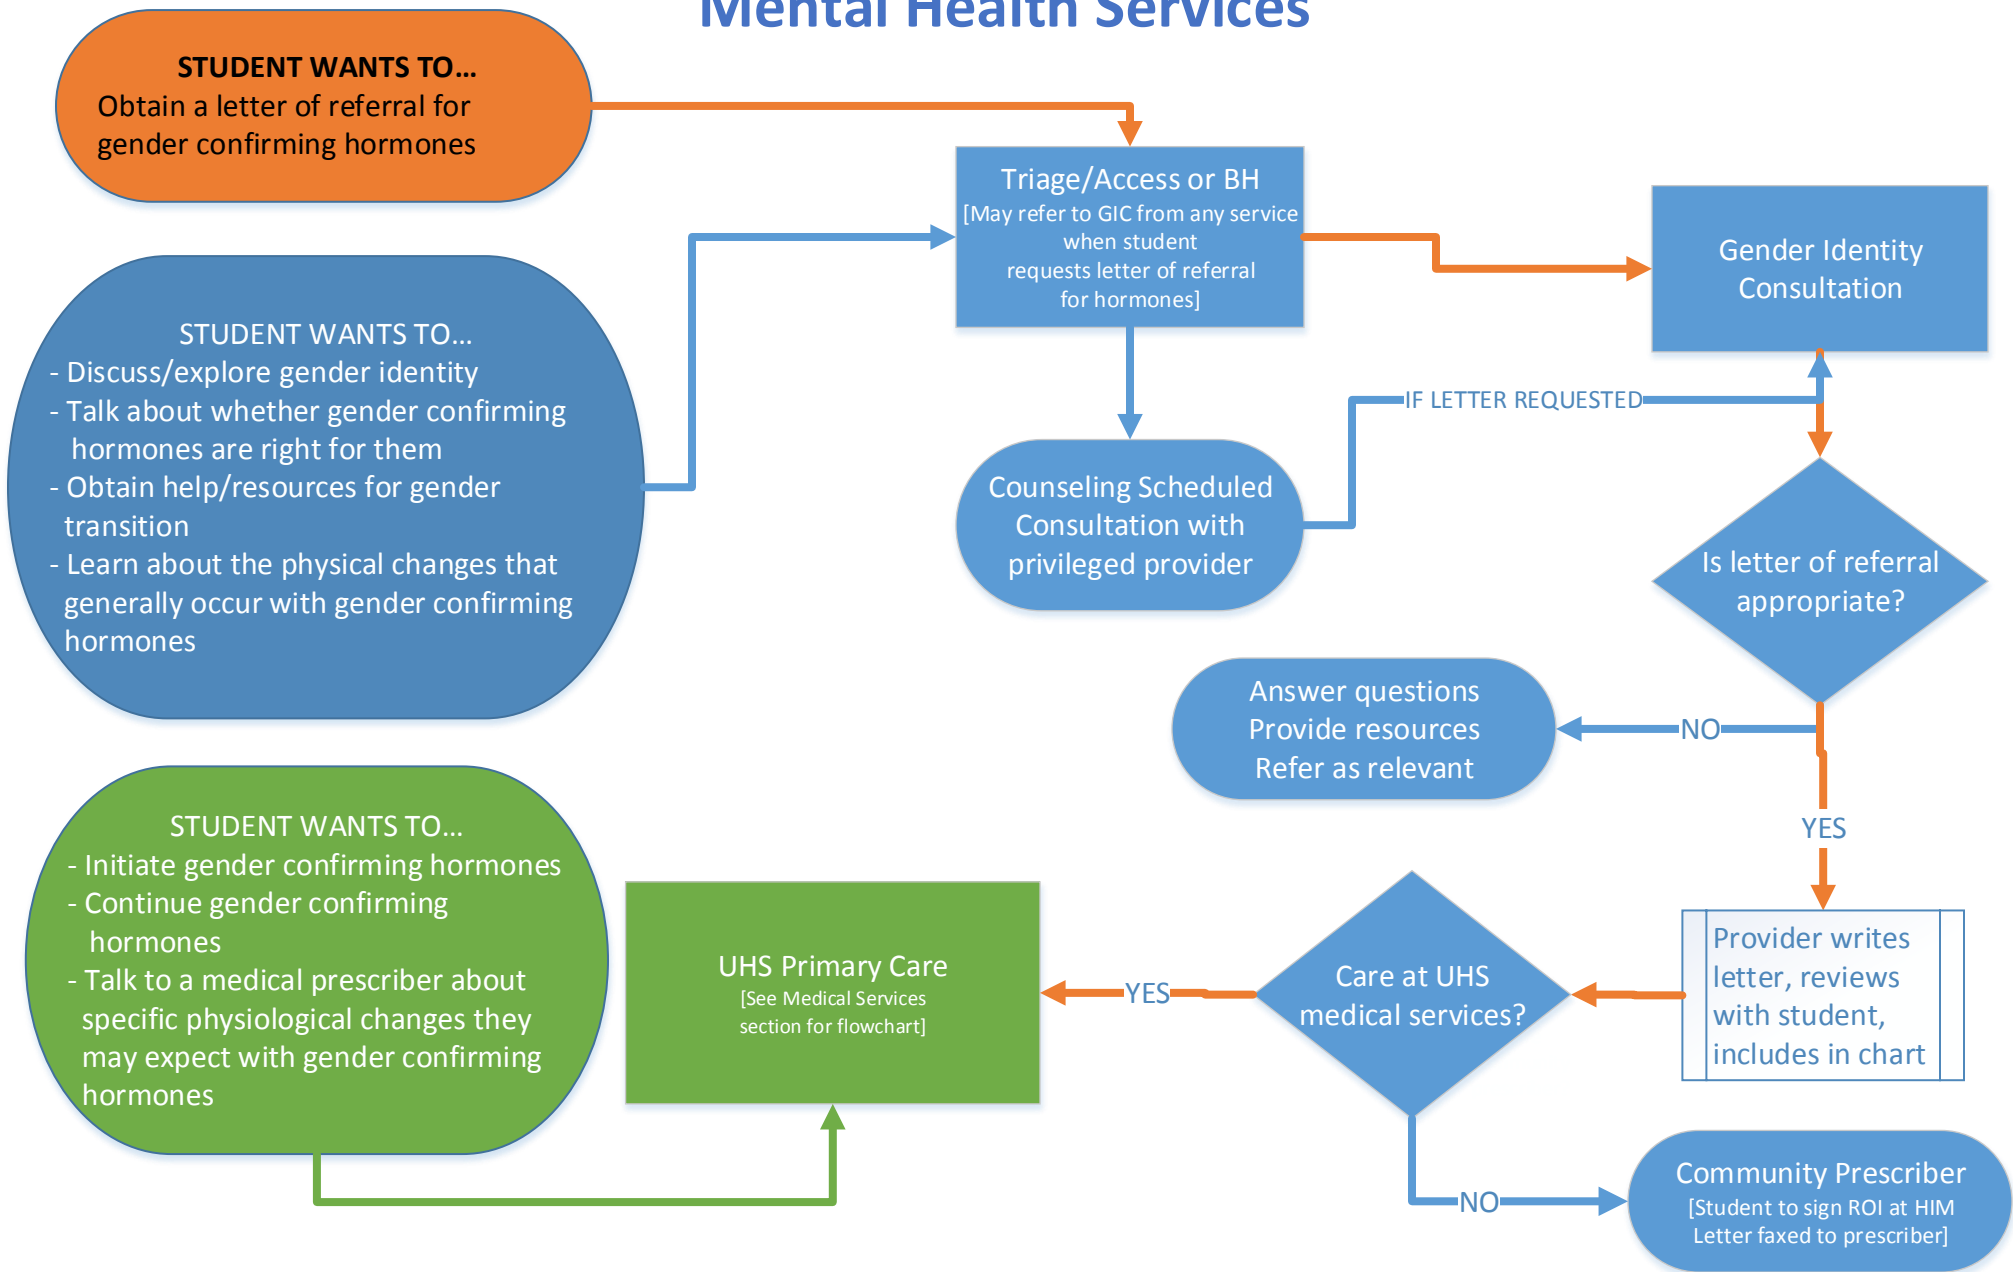 Mental Health Services
STUDENT WANTS TO...
Obtain a letter of referral for
gender confirming hormones
Triage/Access or BH
[May refer to GIC from any service
when student
requests letter of referral
for hormones]
Gender Identity
Consultation
STUDENT WANTS TO...
- Discuss/explore gender identity
- Talk about whether gender confirming
hormones are right for them
- Obtain help/resources for gender
transition
- Learn about the physical changes that
generally occur with gender confirming
hormones
IF LETTER REQUESTED
Counseling Scheduled
Consultation with
privileged provider
Is letter of referral
appropriate?
Answer questions
Provide resources
Refer as relevant
NO
YES
STUDENT WANTS TO...
- Initiate gender confirming hormones
- Continue gender confirming
hormones
- Talk to a medical prescriber about
specific physiological changes they
may expect with gender confirming
hormones
UHS Primary Care
[See Medical Services
section for flowchart]
YES
Care at UHS
medical services?
Provider writes
letter, reviews
with student,
includes in chart
NO
Community Prescriber
[Student to sign ROI at HIM
Letter faxed to prescriber]